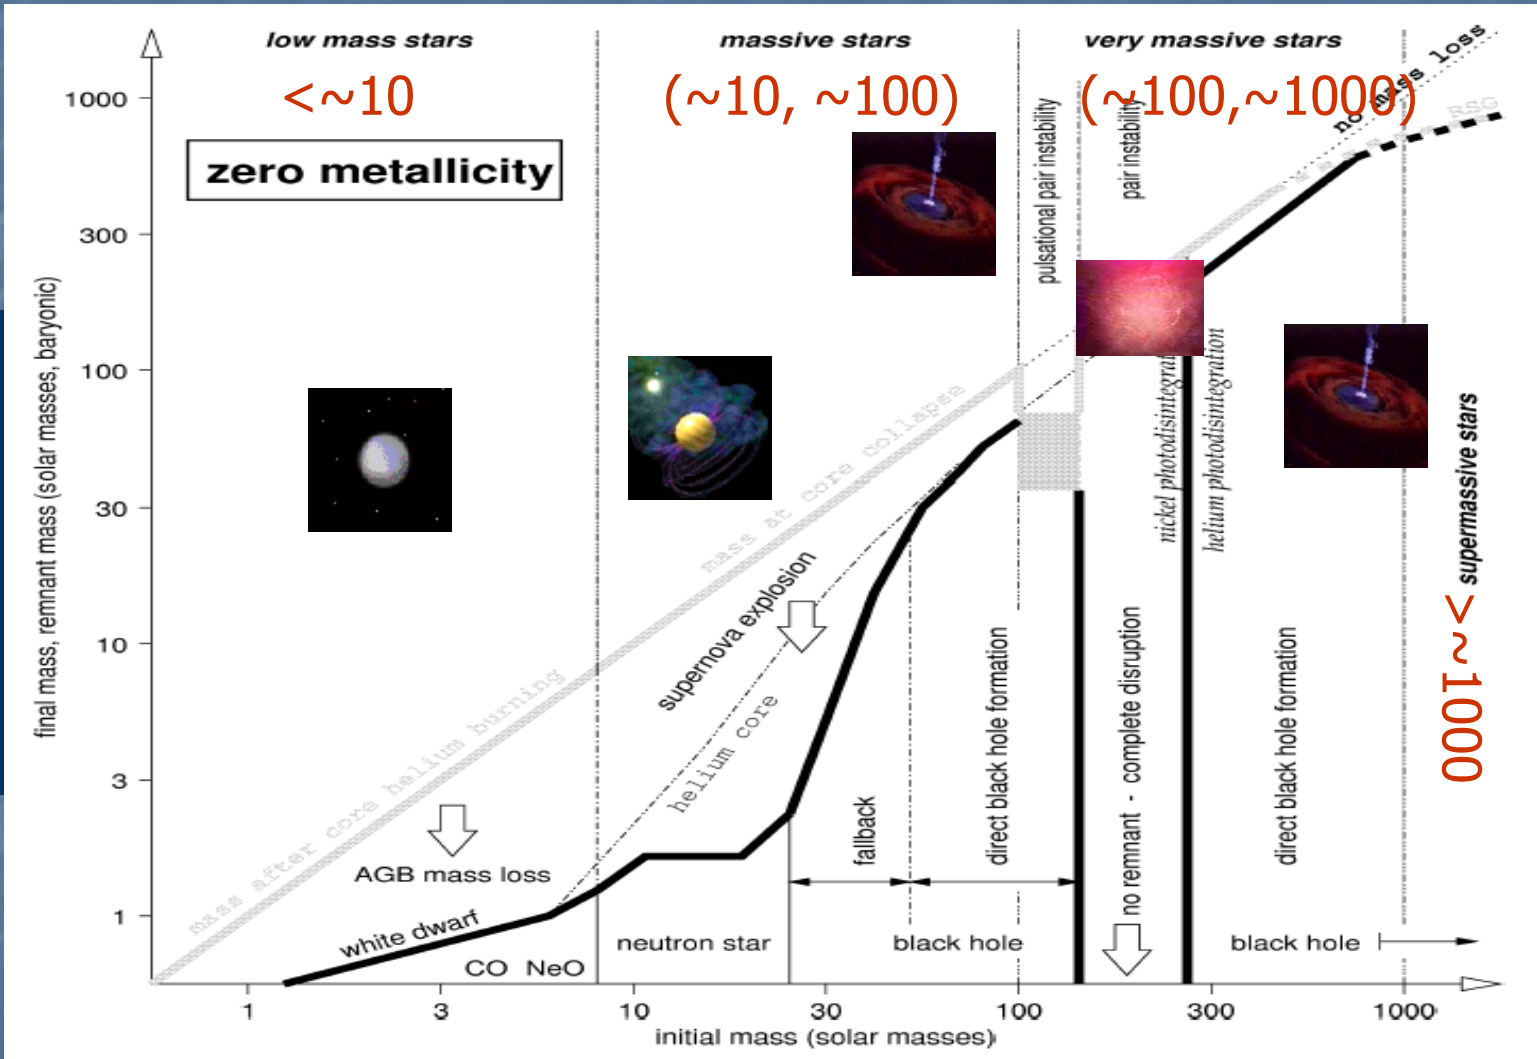 low mass stars
massive stars
very massive stars
<~10
(~10, ~100)
(~100,~1000)
zero metallicity
no mass loss
RSG
pulsational pair instability
pair instability
final mass, remnant mass (solar masses, baryonic)
1000
300
100
30
10
3
1
mass after core helium burning
mass at core collapse
supernova explosion
helium core
nickel photodisintegrat
helium photodisintegration
supermassive stars
>~1000
AGB mass loss
white dwarf
CO NeO
neutron star
fallback
direct black hole formation
black hole
no remnant - complete disruption
direct black hole formation
black hole
1
3
10
30
100
300
1000
initial mass (solar masses)